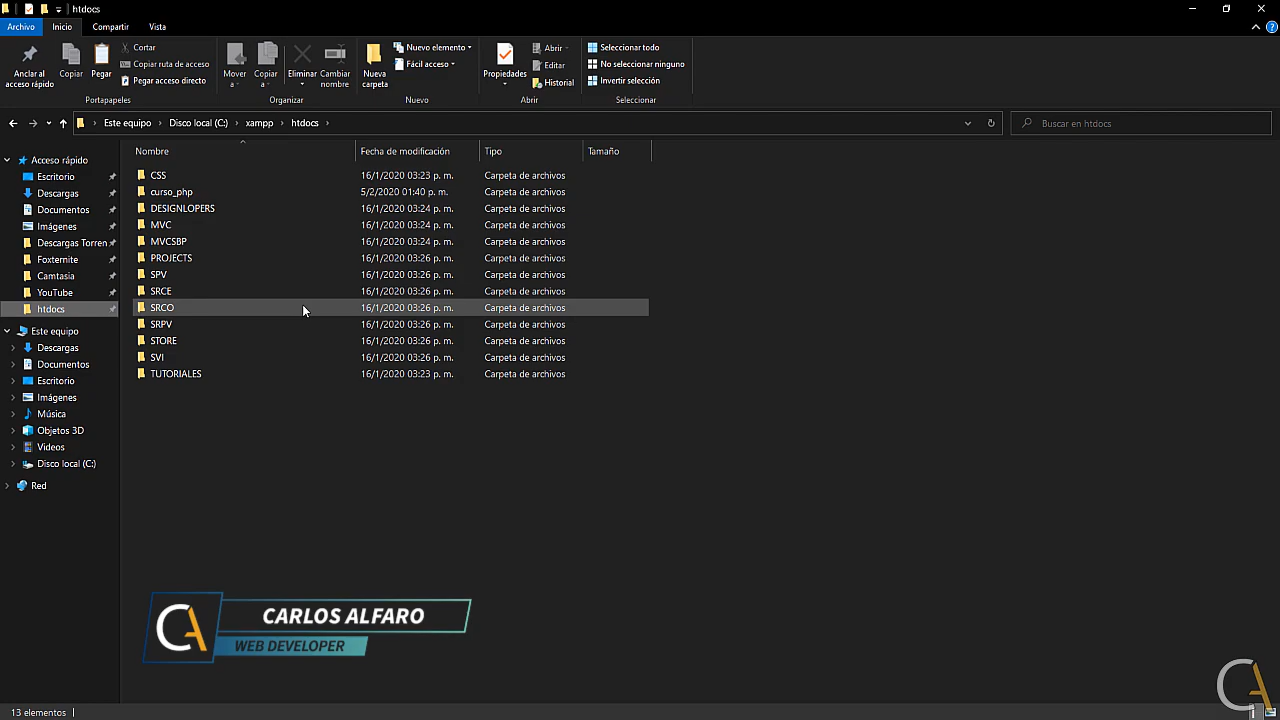 htdocs
Archivo Inicio Compartir Vista
Anclar al acceso rápido
Copiar
Pegar
Cortar
Copiar ruta de acceso
Pegar acceso directo
Portapapeles
Mover a
Copiar a
Eliminar
Cambiar nombre
Organizar
Nueva carpeta
Nuevo elemento
Fácil acceso
Nuevo
Propiedades
Abrir
Editar
Historial
Abrir
Seleccionar todo
No seleccionar ninguno
Invertir selección
Seleccionar
Este equipo > Disco local (C:) > xampp > htdocs >
Buscar en htdocs
Acceso rápido
Escritorio
Descargas
Documentos
Imágenes
Descargas Torren
Foxternite
Camtasia
YouTube
htdocs
Este equipo
Descargas
Documentos
Escritorio
Imágenes
Música
Objetos 3D
Videos
Disco local (C:)
Red
Nombre Fecha de modificación Tipo Tamaño
CSS 16/1/2020 03:23 p. m. Carpeta de archivos
curso_php 5/2/2020 01:40 p. m. Carpeta de archivos
DESIGNLOPERS 16/1/2020 03:24 p. m. Carpeta de archivos
MVC 16/1/2020 03:24 p. m. Carpeta de archivos
MVCSBP 16/1/2020 03:24 p. m. Carpeta de archivos
PROJECTS 16/1/2020 03:26 p. m. Carpeta de archivos
SPV 16/1/2020 03:26 p. m. Carpeta de archivos
SRCE 16/1/2020 03:26 p. m. Carpeta de archivos
SRCO 16/1/2020 03:26 p. m. Carpeta de archivos
SRPV 16/1/2020 03:26 p. m. Carpeta de archivos
STORE 16/1/2020 03:26 p. m. Carpeta de archivos
SVI 16/1/2020 03:26 p. m. Carpeta de archivos
TUTORIALES 16/1/2020 03:23 p. m. Carpeta de archivos
CA
CARLOS ALFARO
WEB DEVELOPER
CA
13 elementos